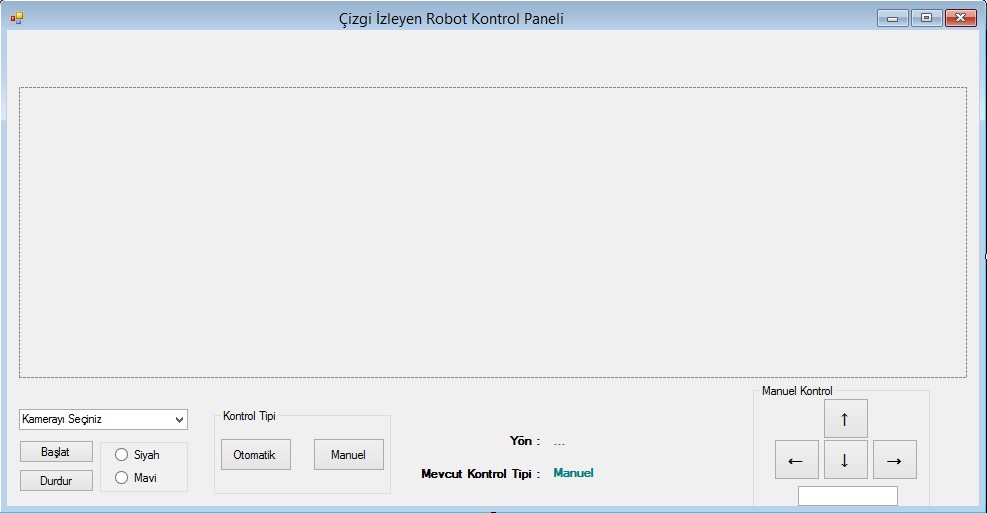 Çizgi İzleyen Robot Kontrol Paneli
Kamerayı Seçiniz
Başlat
Durdur
Siyah
Mavi
Kontrol Tipi
Otomatik
Manuel
Yön : ...
Mevcut Kontrol Tipi : Manuel
Manuel Kontrol
↑
← ↓ →